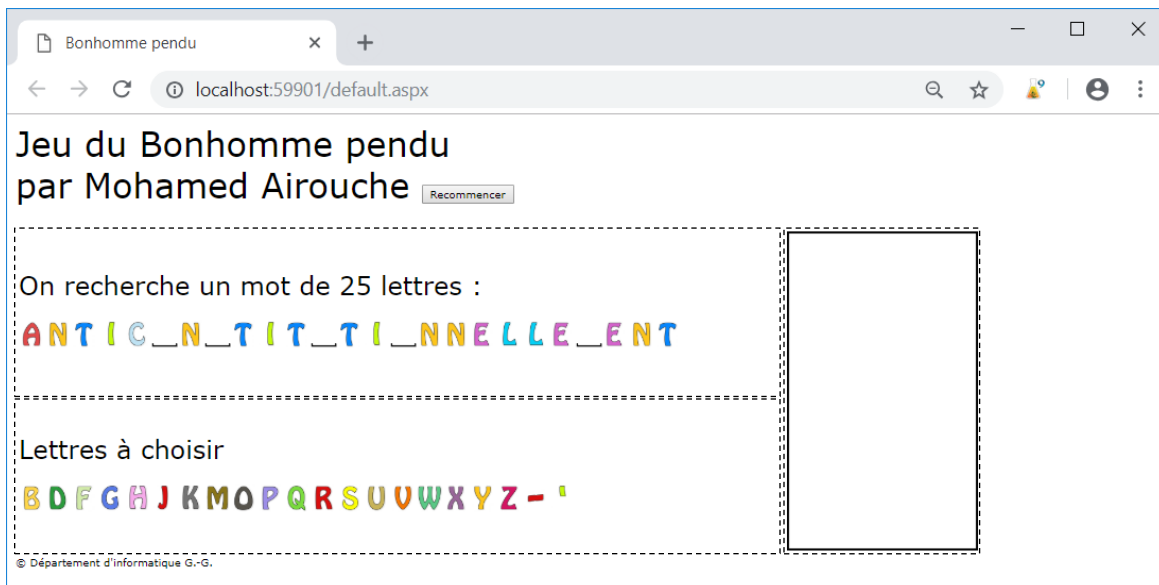 Bonhomme pendu
localhost:59901/default.aspx
Jeu du Bonhomme pendu
par Mohamed Airouche Recommencer
On recherche un mot de 25 lettres :
ANTIC_N_TIT_TI_NNELLE_ENT
Lettres à choisir
BDFGHJKMOPQRSUVWXYZ-'
© Département d'informatique G.-G.